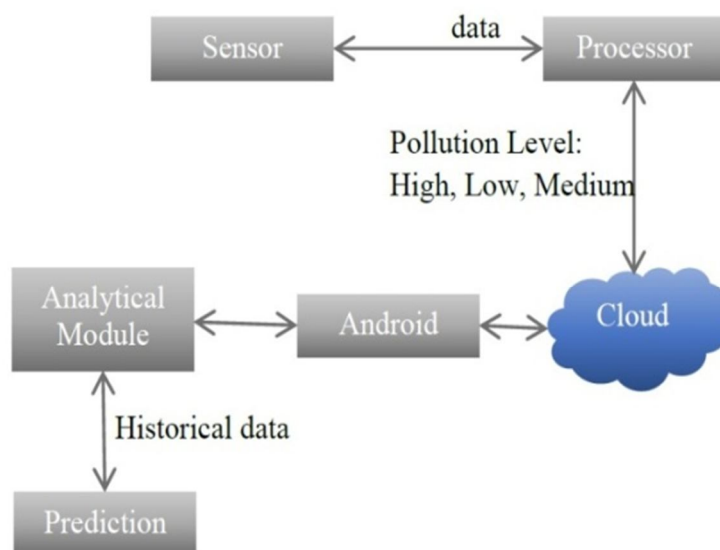 Sensor
data
Processor
Pollution Level:
High, Low, Medium
Analytical
Module
Android
Cloud
Historical data
Prediction